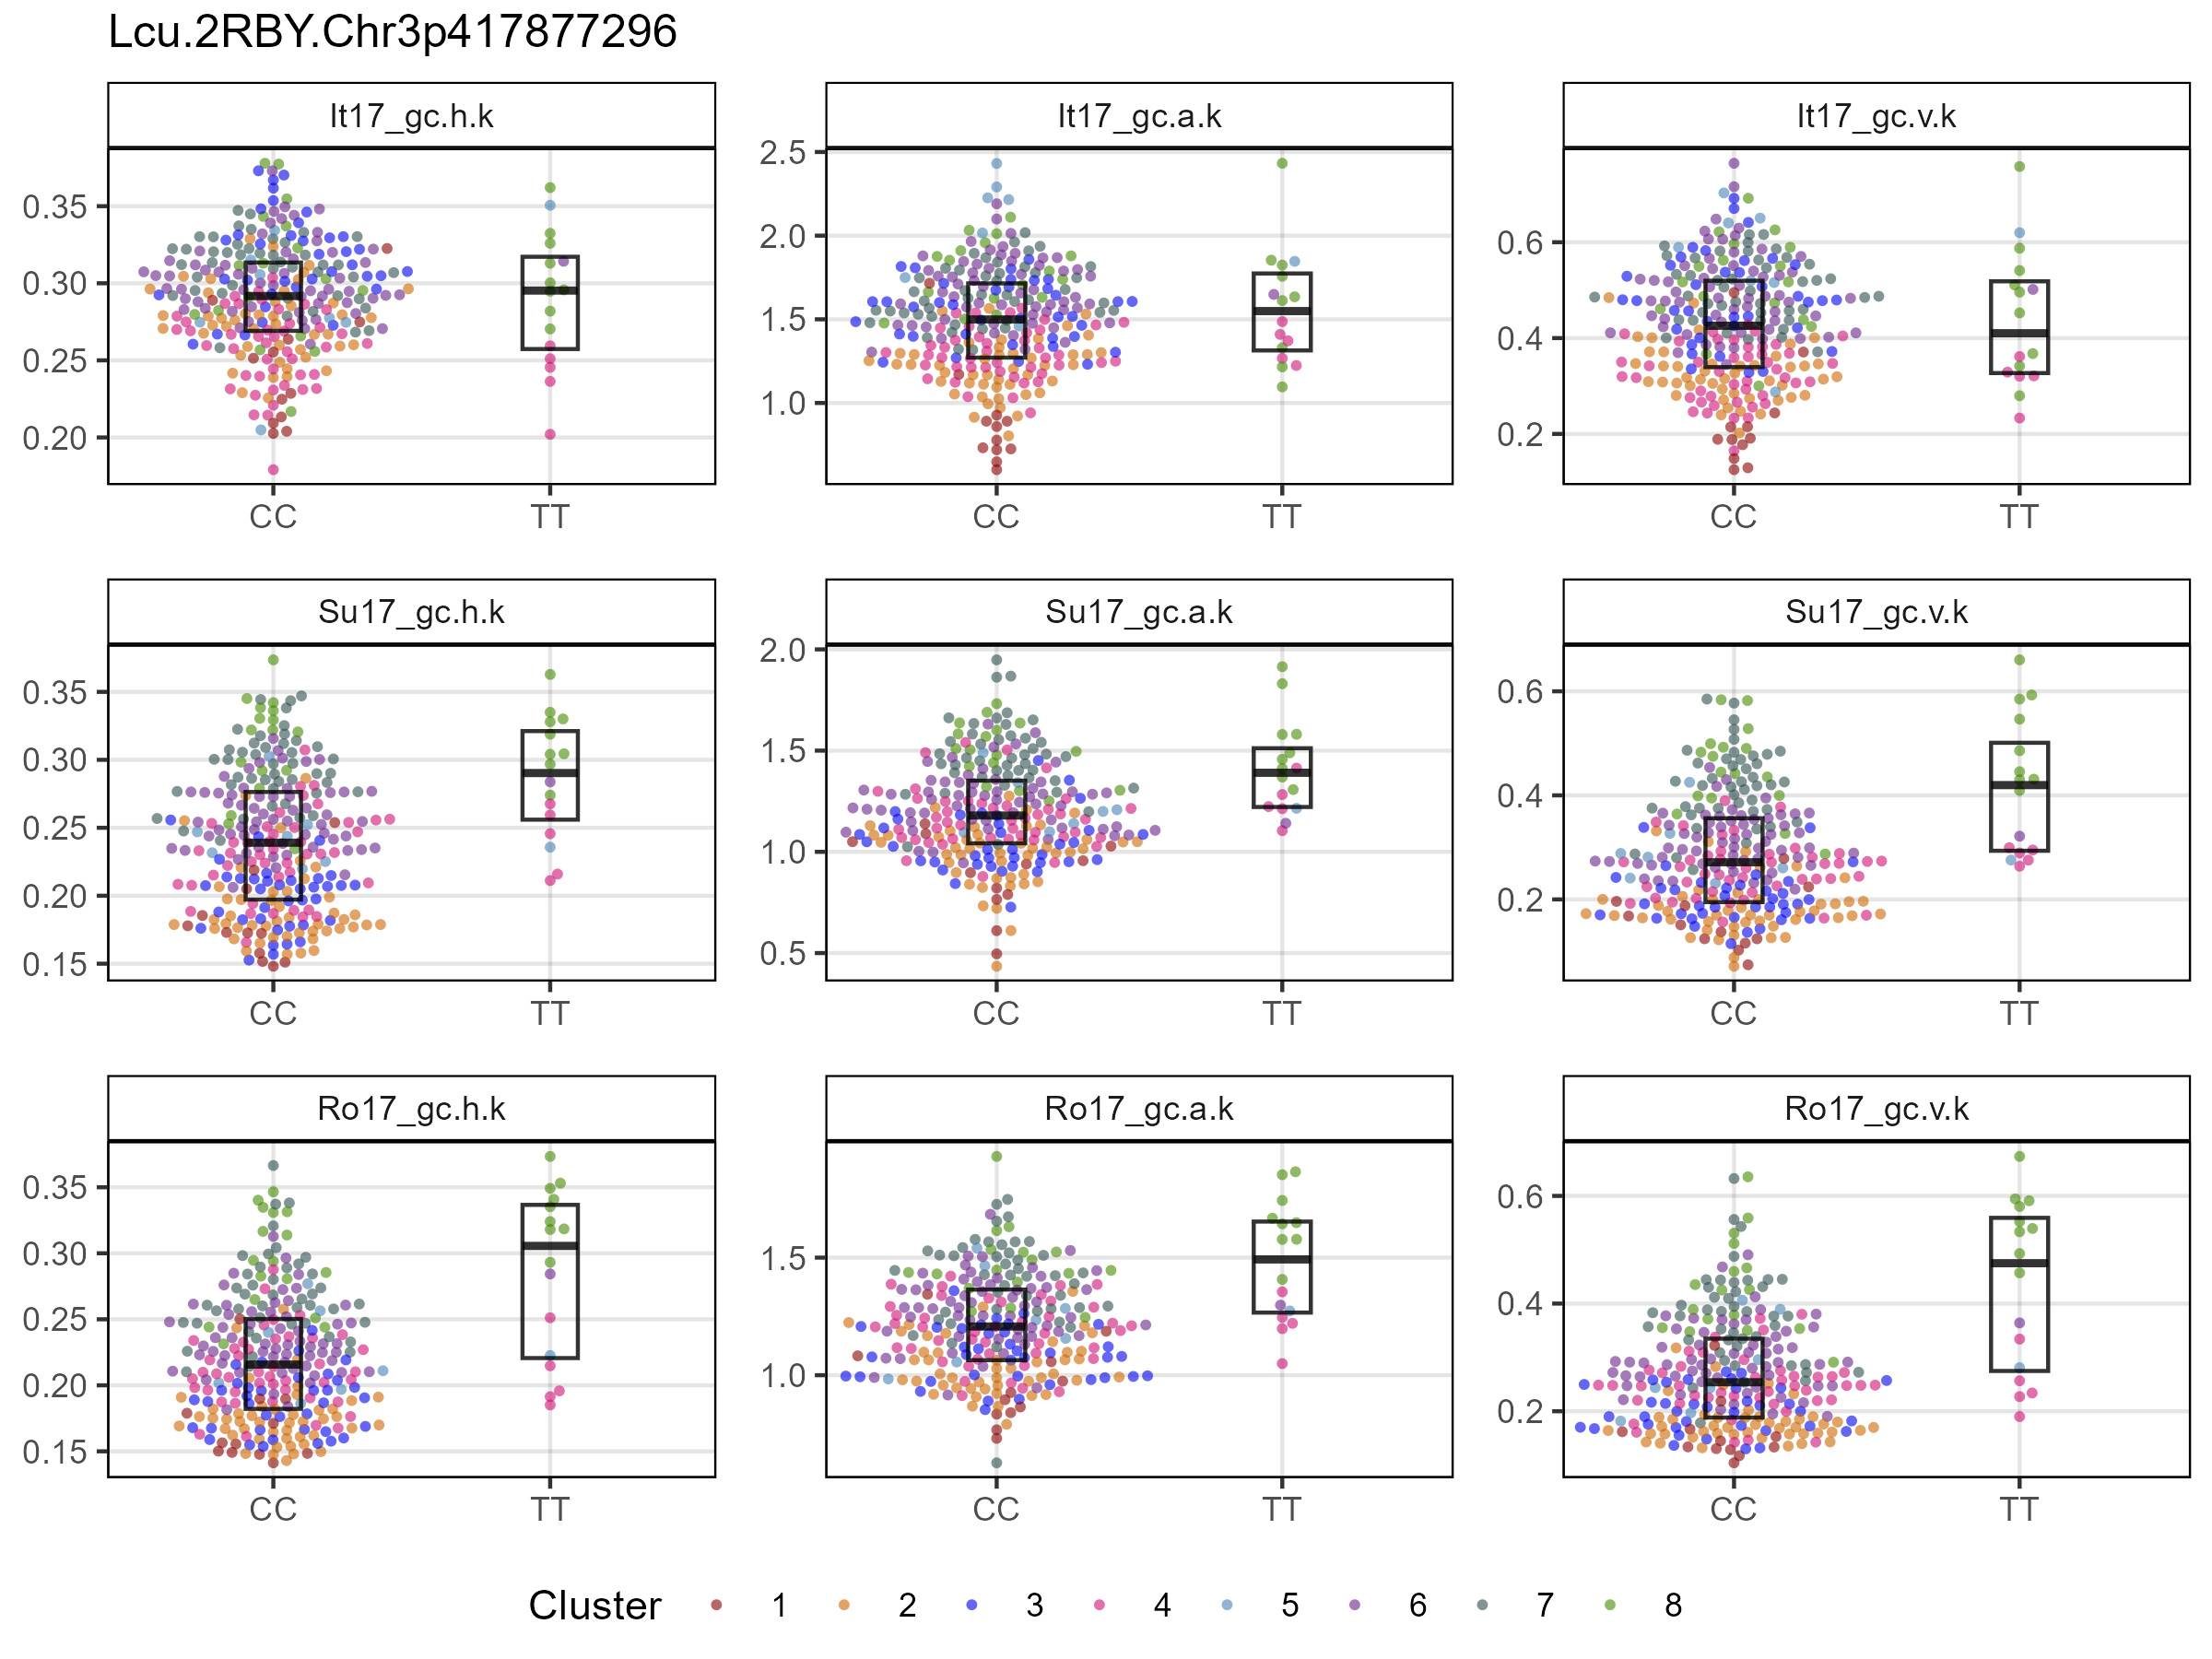 Lcu.2RBY.Chr3p417877296
It17_gc.h.k It17_gc.a.k It17_gc.v.k
0.35
0.30
0.25
0.20
CC TT
2.5
2.0
1.5
1.0
CC TT
0.6
0.4
0.2
CC TT
Su17_gc.h.k Su17_gc.a.k Su17_gc.v.k
0.35
0.30
0.25
0.20
0.15
CC TT
2.0
1.5
1.0
0.5
CC TT
0.6
0.4
0.2
CC TT
Ro17_gc.h.k Ro17_gc.a.k Ro17_gc.v.k
0.35
0.30
0.25
0.20
0.15
CC TT
1.5
1.0
CC TT
0.6
0.4
0.2
CC TT
Cluster 1 2 3 4 5 6 7 8